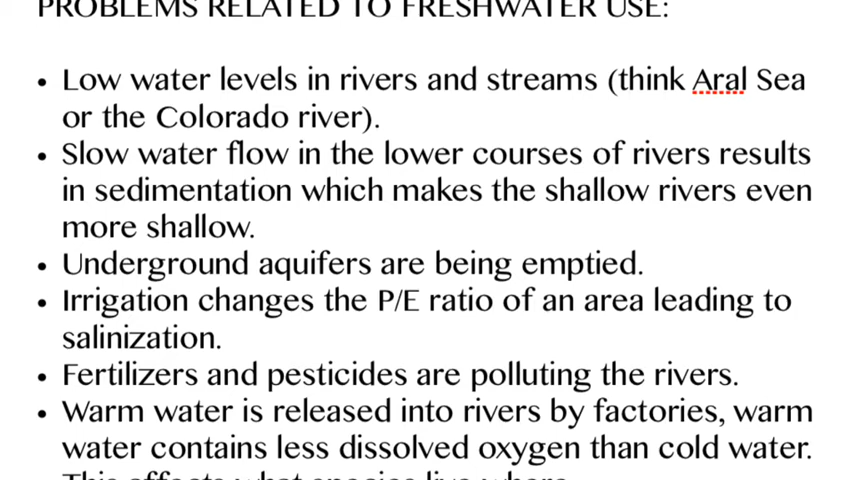 PROBLEMS RELATED TO FRESHWATER USE:
• Low water levels in rivers and streams (think Aral Sea
or the Colorado river).
• Slow water flow in the lower courses of rivers results
in sedimentation which makes the shallow rivers even
more shallow.
• Underground aquifers are being emptied.
• Irrigation changes the P/E ratio of an area leading to
salinization.
• Fertilizers and pesticides are polluting the rivers.
• Warm water is released into rivers by factories, warm
water contains less dissolved oxygen than cold water.
This affects what species live where.